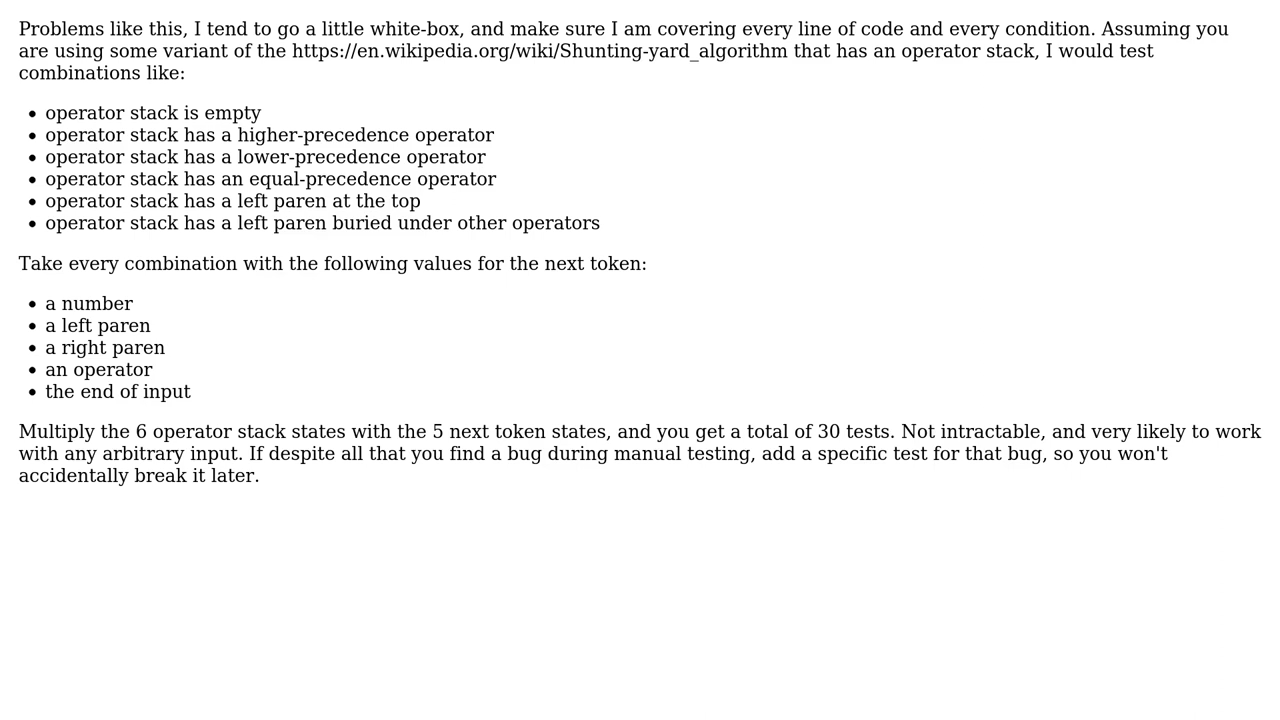 Problems like this, I tend to go a little white-box, and make sure I am covering every line of code and every condition. Assuming you
are using some variant of the https://en.wikipedia.org/wiki/Shunting-yard_algorithm that has an operator stack, I would test
combinations like:
• operator stack is empty
• operator stack has a higher-precedence operator
• operator stack has a lower-precedence operator
• operator stack has an equal-precedence operator
• operator stack has a left paren at the top
• operator stack has a left paren buried under other operators
Take every combination with the following values for the next token:
• a number
• a left paren
• a right paren
• an operator
• the end of input
Multiply the 6 operator stack states with the 5 next token states, and you get a total of 30 tests. Not intractable, and very likely to work
with any arbitrary input. If despite all that you find a bug during manual testing, add a specific test for that bug, so you won't
accidentally break it later.